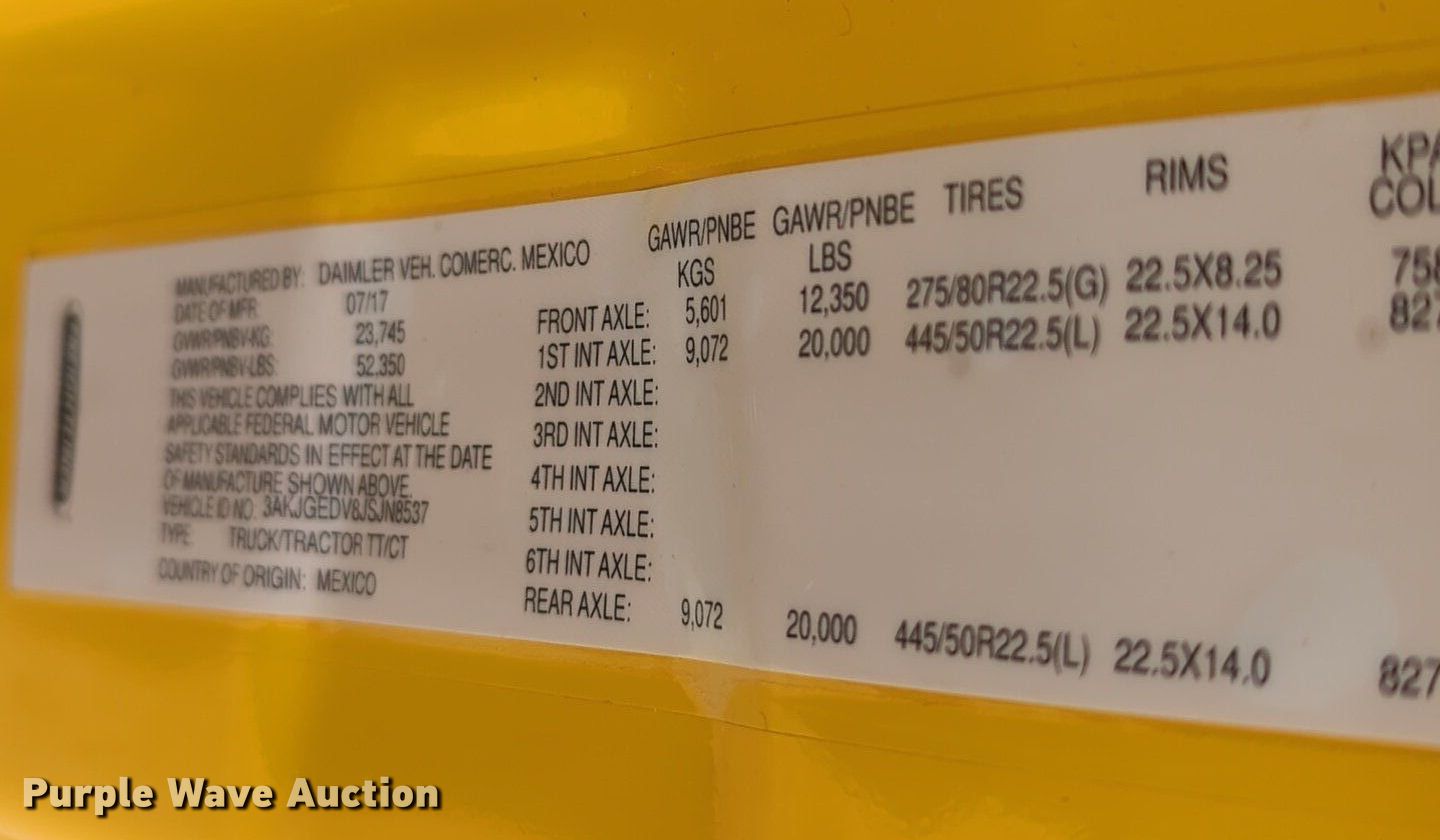 MANUFACTURED BY: DAIMLER VEH. COMERC. MEXICO
DATE OF MFR: 07/17
GVWR/PNBV-KG: 23,745
GVWR/PNBV-LBS: 52,350
THIS VEHICLE COMPLIES WITH ALL
APPLICABLE FEDERAL MOTOR VEHICLE
SAFETY STANDARDS IN EFFECT AT THE DATE
OF MANUFACTURE SHOWN ABOVE.
VEHICLE ID NO: 3AKJGEDV8JSJN8537
TYPE: TRUCK/TRACTOR TT/CT
COUNTRY OF ORIGIN: MEXICO
GAWR/PNBE KGS GAWR/PNBE LBS TIRES RIMS
FRONT AXLE: 5,601 12,350 275/80R22.5(G) 22.5X8.25
1ST INT AXLE: 9,072 20,000 445/50R22.5(L) 22.5X14.0 827
2ND INT AXLE:
3RD INT AXLE:
4TH INT AXLE:
5TH INT AXLE:
6TH INT AXLE:
REAR AXLE: 9,072 20,000 445/50R22.5(L) 22.5X14.0 827
Purple Wave Auction